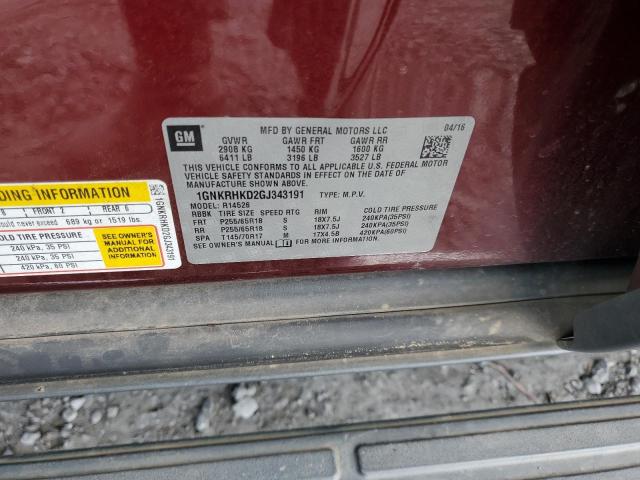 GM
MFD BY GENERAL MOTORS LLC
04/16
GVWR GAWR FRT GAWR RR
2908 KG 1450 KG 1600 KG
6411 LB 3196 LB 3527 LB
THIS VEHICLE CONFORMS TO ALL APPLICABLE U.S. FEDERAL MOTOR
VEHICLE SAFETY STANDARDS IN EFFECT ON THE DATE OF
MANUFACTURE SHOWN ABOVE.
1GNKRHKD2GJ343191 TYPE: M.P.V.
MODEL: R14526
RBBK TIRE SIZE SPEED RTG RIM COLD TIRE PRESSURE
FRT P255/65R18 S 18X7.5J 240KPA(35PSI)
RR P255/65R18 S 18X7.5J 240KPA(35PSI)
SPA T145/70R17 M 17X4.5B 420KPA(60PSI)
SEE OWNER'S MANUAL FOR MORE INFORMATION.
DING INFORMATION
FRONT 2 REAR 6
never exceed 689 kg or 1519 lbs.
COLD TIRE PRESSURE
240 kPa, 35 PSI
240 kPa, 35 PSI
420 kPa, 60 PSI
SEE OWNER'S
MANUAL FOR
ADDITIONAL
INFORMATION
1GNKRHKD2GJ343191